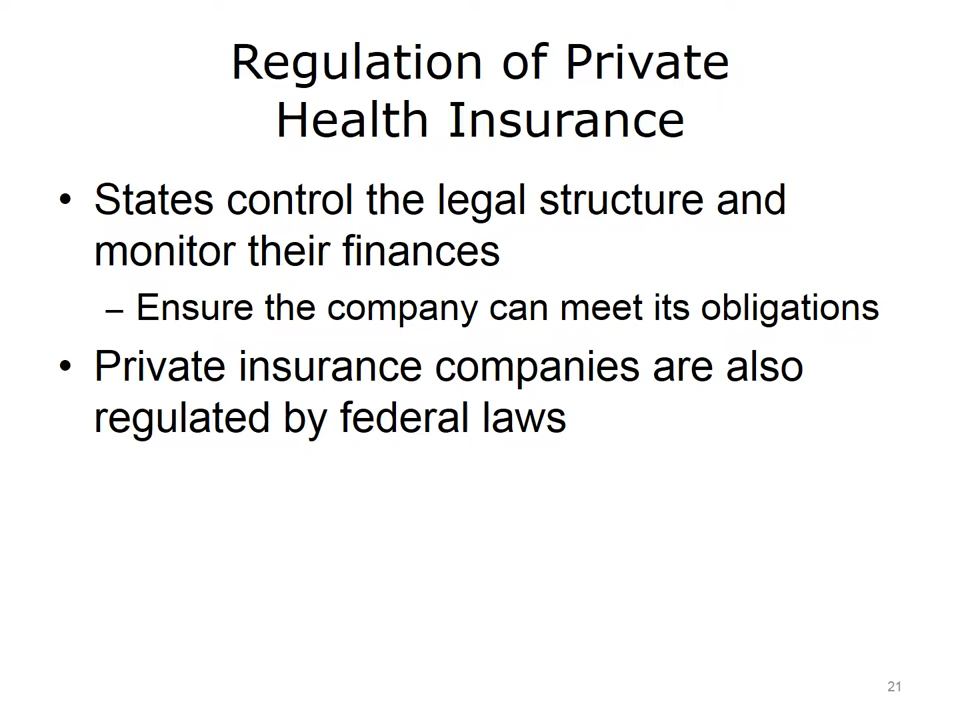 Regulation of Private
Health Insurance
• States control the legal structure and
monitor their finances
– Ensure the company can meet its obligations
• Private insurance companies are also
regulated by federal laws
21